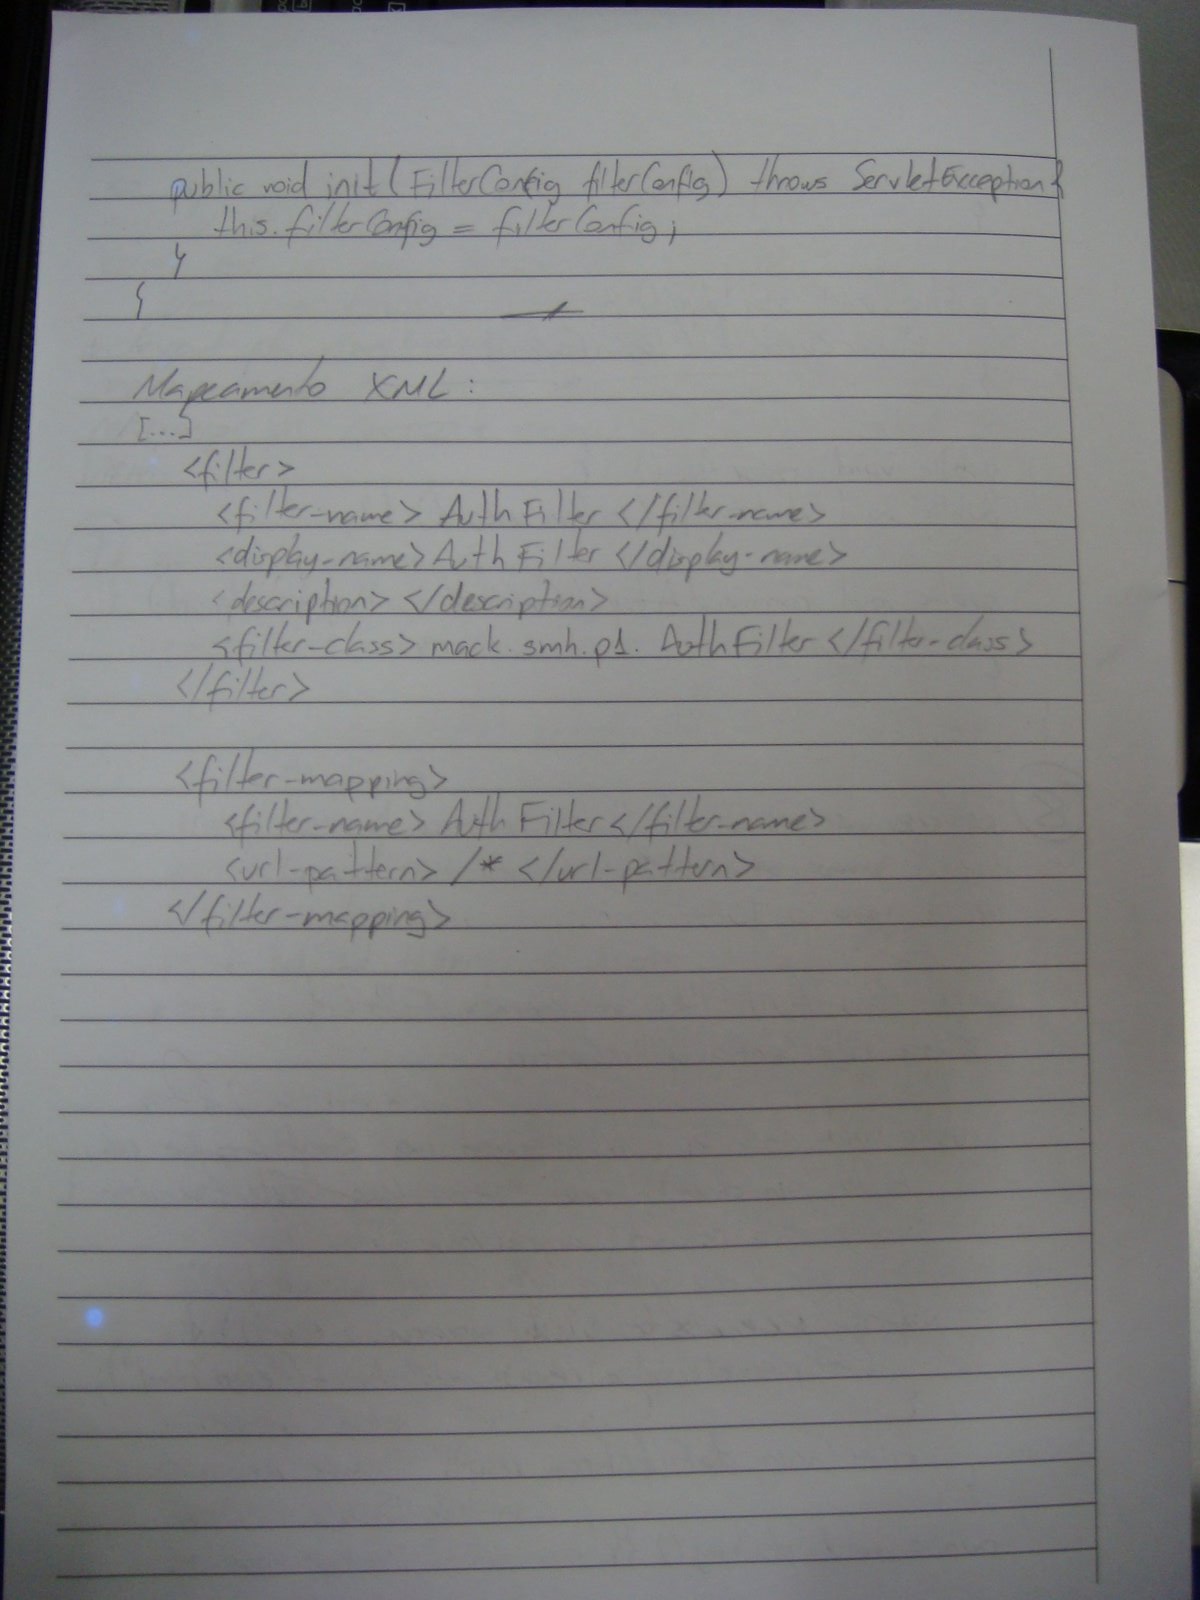 public void init(FilterConfig filterConfig) throws ServletException{
this.filterConfig = filterConfig;
}
{
Mapeamento XML:
[...]
<filter>
<filter-name> AuthFilter </filter-name>
<display-name> AuthFilter </display-name>
<description> </description>
<filter-class> mack.smh.p1.AuthFilter </filter-class>
</filter>
<filter-mapping>
<filter-name> AuthFilter </filter-name>
<url-pattern> /* </url-pattern>
</filter-mapping>